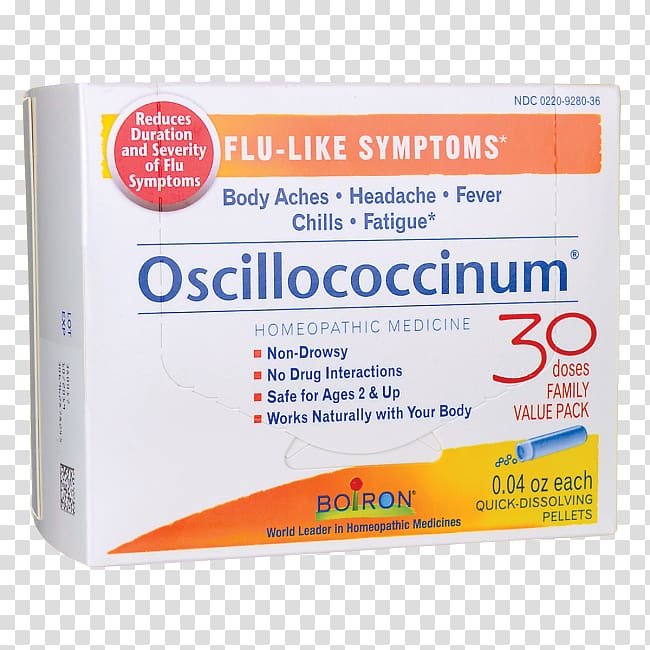 NDC 0220-9280-36
Reduces
Duration
and Severity
of Flu
Symptoms
FLU-LIKE SYMPTOMS*
Body Aches • Headache • Fever
Chills • Fatigue*
Oscillococcinum®
HOMEOPATHIC MEDICINE
Non-Drowsy
No Drug Interactions
Safe for Ages 2 & Up
Works Naturally with Your Body
30
doses
FAMILY
VALUE PACK
0.04 oz each
QUICK-DISSOLVING
PELLETS
BOIRON®
World Leader in Homeopathic Medicines
LOT
EXP